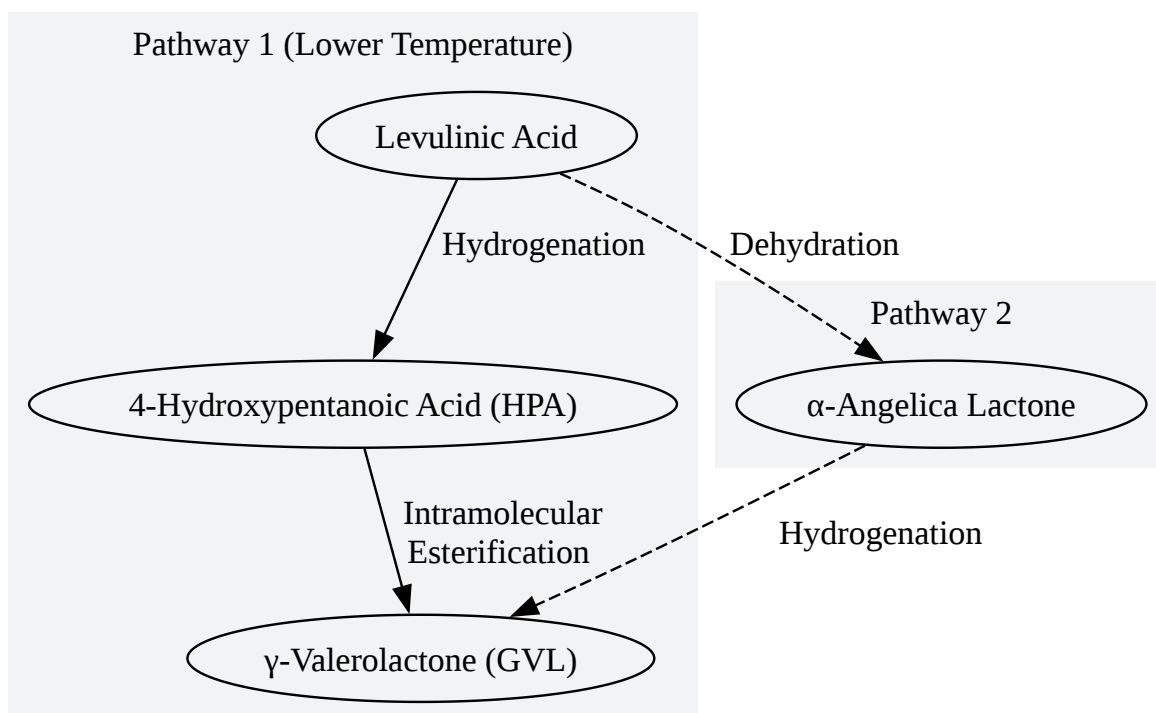 Pathway 1 (Lower Temperature)
Levulinic Acid
Hydrogenation
Dehydration
Pathway 2
4-Hydroxypentanoic Acid (HPA)
α-Angelica Lactone
Intramolecular
Esterification
Hydrogenation
γ-Valerolactone (GVL)